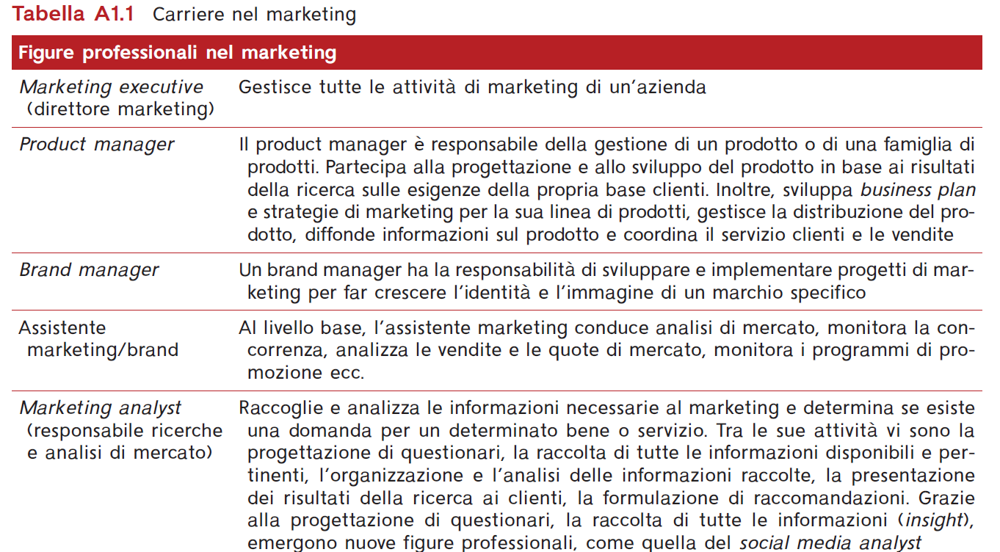 Tabella A1.1 Carriere nel marketing
Figure professionali nel marketing
Marketing executive
(direttore marketing)
Gestisce tutte le attività di marketing di un'azienda
Product manager
Il product manager è responsabile della gestione di un prodotto o di una famiglia di
prodotti. Partecipa alla progettazione e allo sviluppo del prodotto in base ai risultati
della ricerca sulle esigenze della propria base clienti. Inoltre, sviluppa business plan
e strategie di marketing per la sua linea di prodotti, gestisce la distribuzione del pro-
dotto, diffonde informazioni sul prodotto e coordina il servizio clienti e le vendite
Brand manager
Un brand manager ha la responsabilità di sviluppare e implementare progetti di mar-
keting per far crescere l'identità e l'immagine di un marchio specifico
Assistente
marketing/brand
Al livello base, l'assistente marketing conduce analisi di mercato, monitora la con-
correnza, analizza le vendite e le quote di mercato, monitora i programmi di pro-
mozione ecc.
Marketing analyst
(responsabile ricerche
e analisi di mercato)
Raccoglie e analizza le informazioni necessarie al marketing e determina se esiste
una domanda per un determinato bene o servizio. Tra le sue attività vi sono la
progettazione di questionari, la raccolta di tutte le informazioni disponibili e per-
tinenti, l'organizzazione e l'analisi delle informazioni raccolte, la presentazione
dei risultati della ricerca ai clienti, la formulazione di raccomandazioni. Grazie
alla progettazione di questionari, la raccolta di tutte le informazioni (insight),
emergono nuove figure professionali, come quella del social media analyst